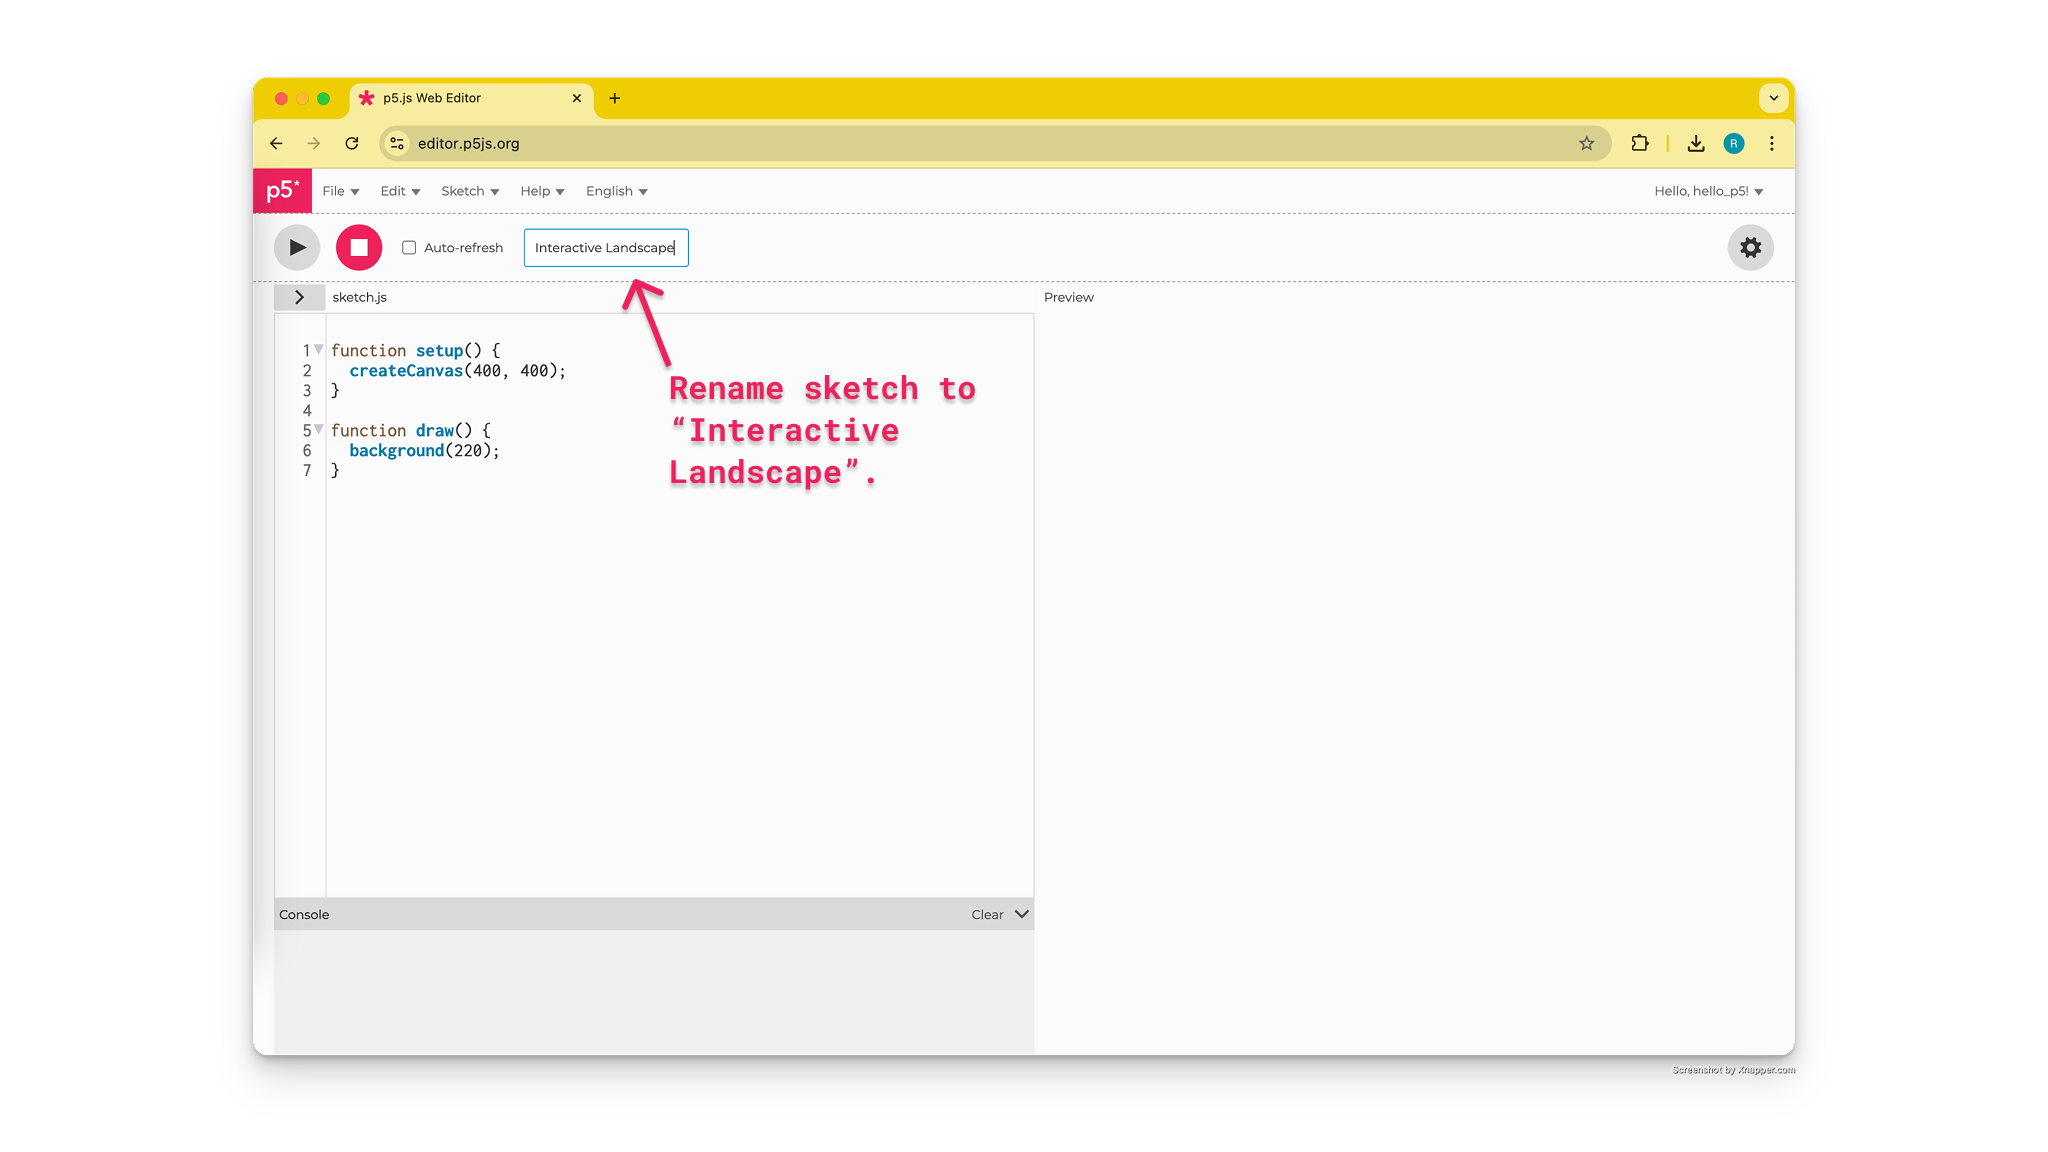 p5.js Web Editor
editor.p5js.org
R
p5* File Edit Sketch Help English Hello, hello_p5!
Auto-refresh Interactive Landscape
sketch.js Preview
1 function setup() {
2 createCanvas(400, 400);
3 }
4
5 function draw() {
6 background(220);
7 }
Rename sketch to
“Interactive
Landscape”.
Console Clear
Screenshot by Xnapper.com